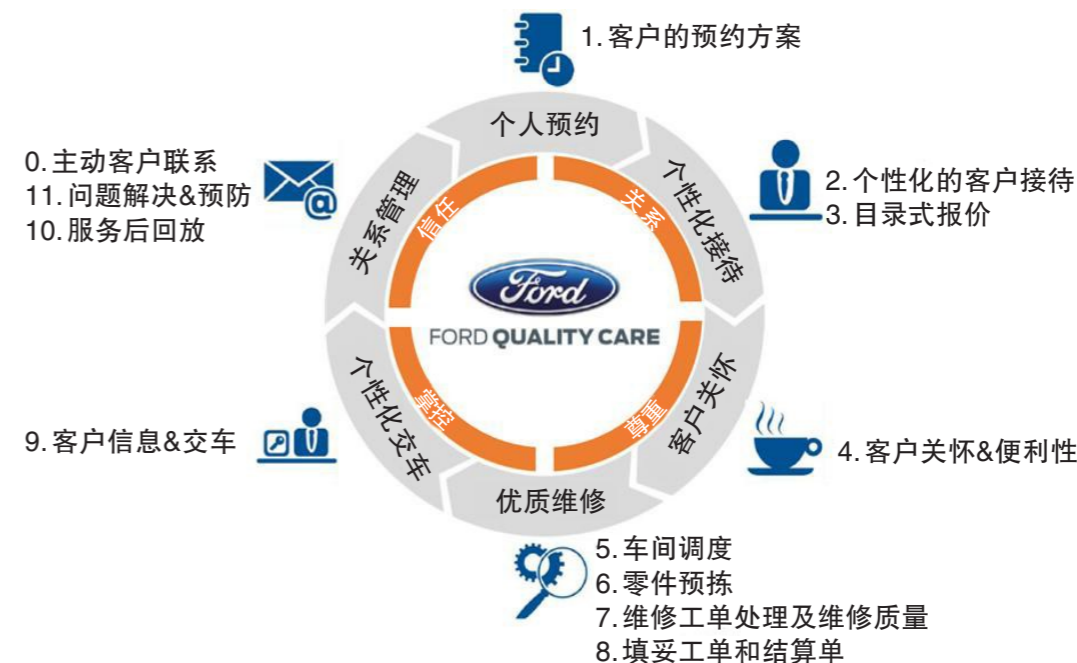 1.客户的预约方案
个人预约
0.主动客户联系
11.问题解决&预防
10.服务后回放
关系管理
信任
关系
个性化接待
2.个性化的客户接待
3.目录式报价
Ford
FORD QUALITY CARE
个性化交车
掌控
尊重
客户关怀
9.客户信息&交车
4.客户关怀&便利性
优质维修
5.车间调度
6.零件预拣
7.维修工单处理及维修质量
8.填妥工单和结算单